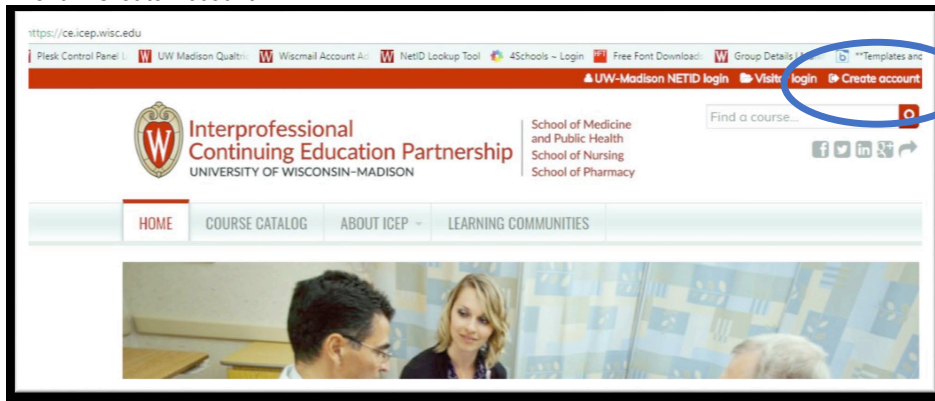 https://ce.icep.wisc.edu
Plesk Control Panel L UW Madison Qualtri Wiscmail Account A NetID Lookup Tool 4Schools ~ Login Free Font Download Group Details **Templates and
UW-Madison NETID login Visitor login Create account
Find a course...
W
Interprofessional
Continuing Education Partnership
UNIVERSITY OF WISCONSIN–MADISON
School of Medicine
and Public Health
School of Nursing
School of Pharmacy
HOME COURSE CATALOG ABOUT ICEP LEARNING COMMUNITIES